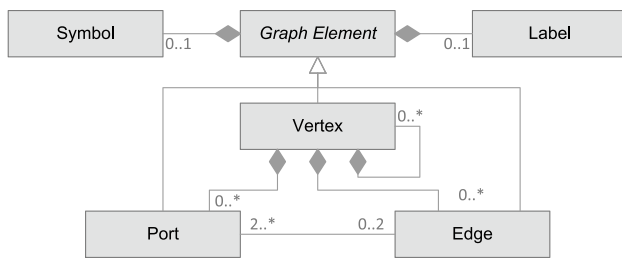 Symbol
Graph Element
Label
0..1
0..1
Vertex
0..*
0..*
0..*
Port
2..*
0..2
Edge